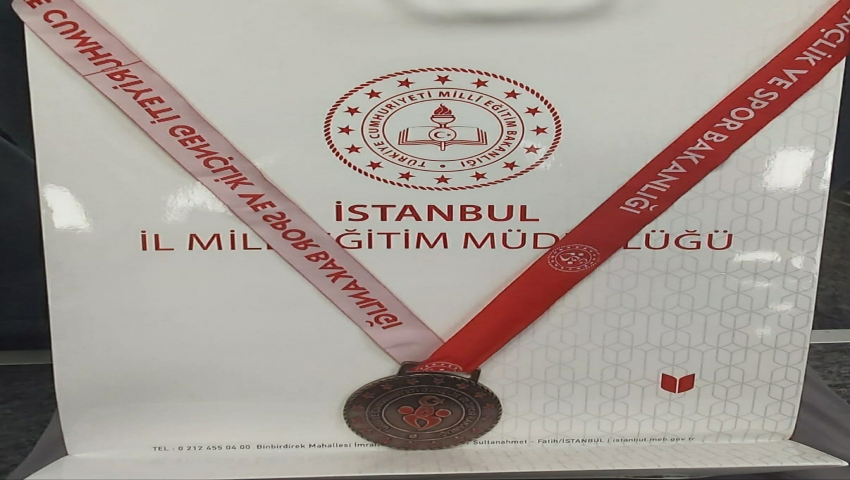 E CUMHURİYETİ GENÇLİK VE SPOR BAKANLIĞI
NÇLİK VE SPOR BAKANLIĞI
TÜRKİYE CUMHURİYETİ MİLLİ EĞİTİM BAKANLIĞI
İSTANBUL
İL MİL EĞİTİM MÜD LÜĞÜ
TEL : 0 212 455 04 00 Binbirdirek Mahallesi İmran Sultanahmet - Fatih/İSTANBUL | istanbul.meb.gov.tr